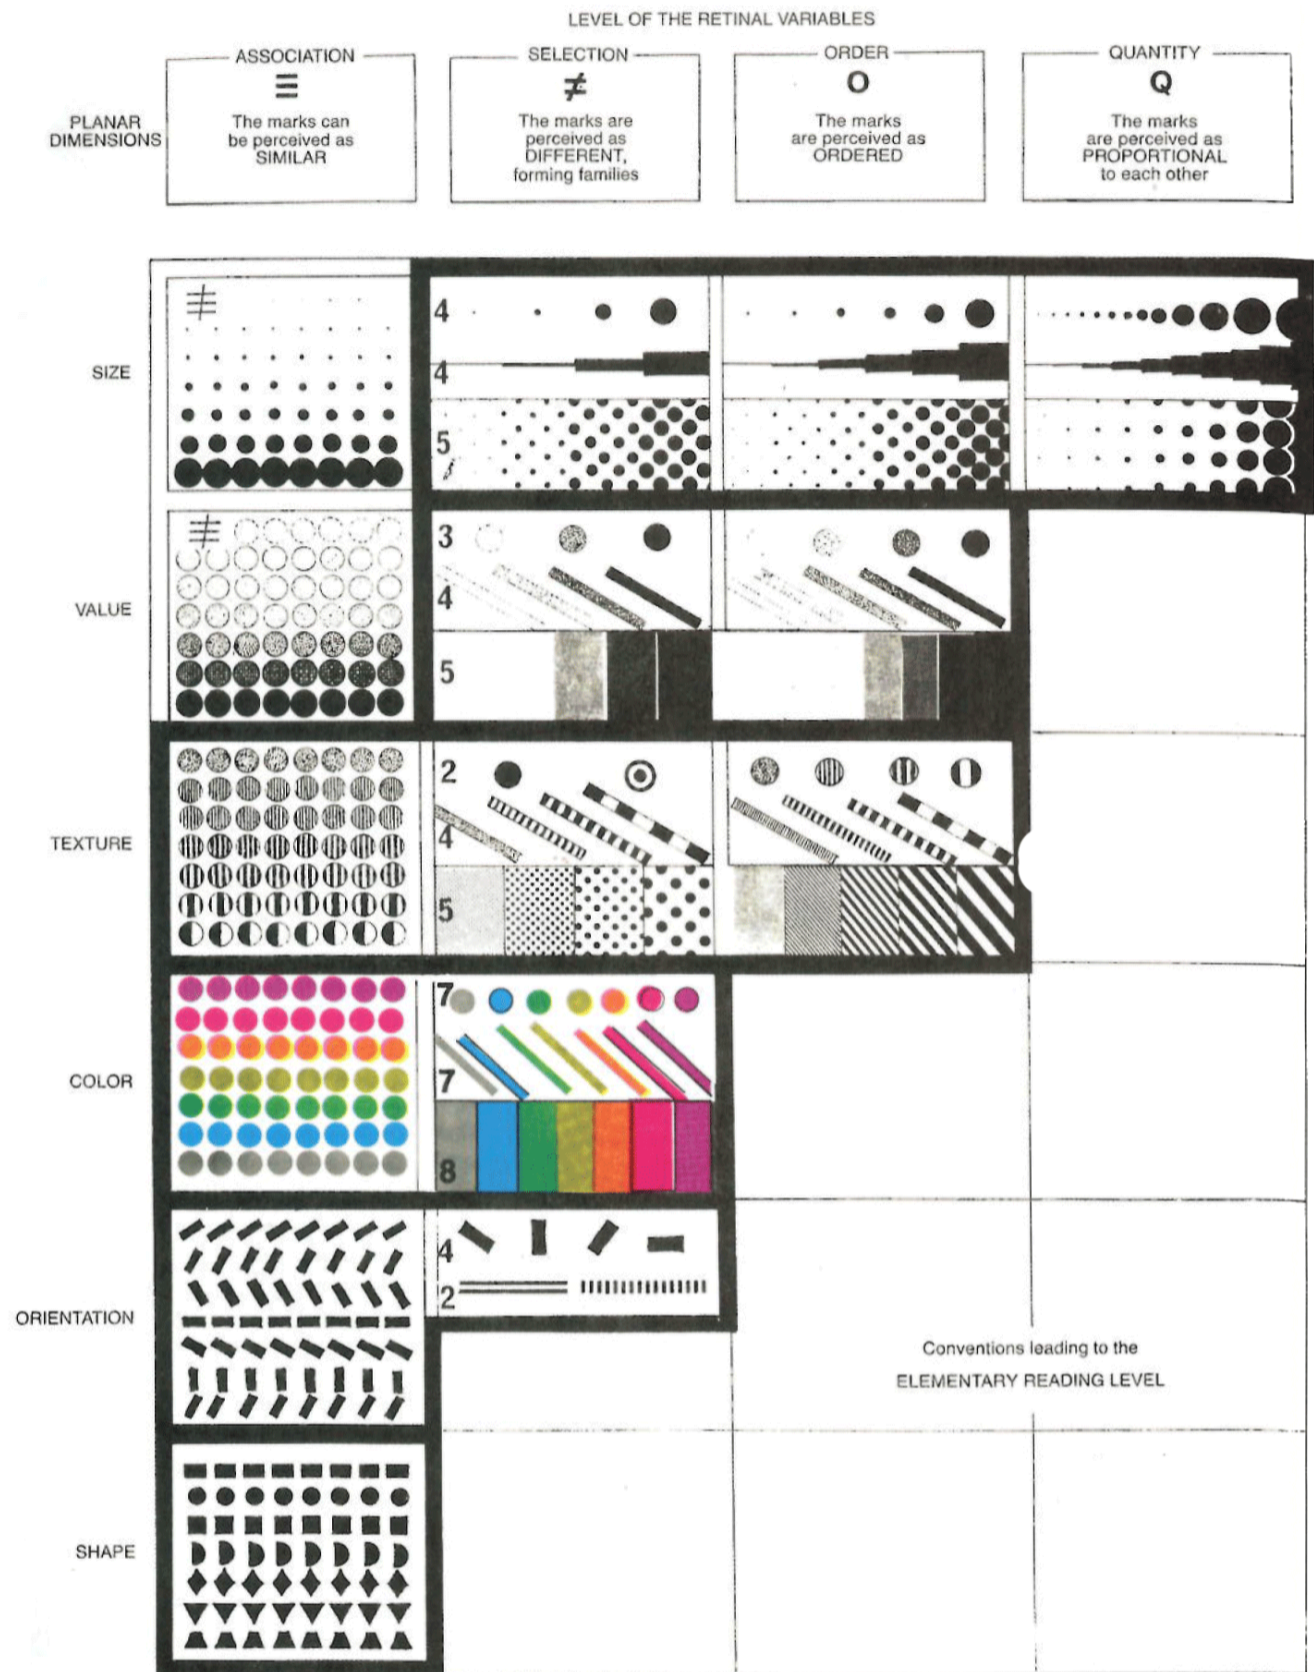 LEVEL OF THE RETINAL VARIABLES
ASSOCIATION
SELECTION
ORDER
QUANTITY
≡
≠
O
Q
PLANAR
DIMENSIONS
The marks can
be perceived as
SIMILAR
The marks are
perceived as
DIFFERENT,
forming families
The marks
are perceived as
ORDERED
The marks
are perceived as
PROPORTIONAL
to each other
SIZE
≢
4
4
5
VALUE
≢
3
4
5
TEXTURE
2
4
5
COLOR
7
7
8
ORIENTATION
4
2
Conventions leading to the
ELEMENTARY READING LEVEL
SHAPE